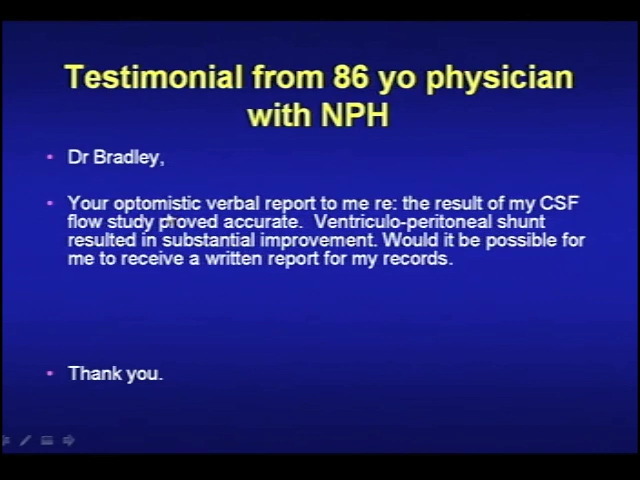 Testimonial from 86 yo physician
with NPH
• Dr Bradley,
• Your optomistic verbal report to me re: the result of my CSF
flow study proved accurate. Ventriculo-peritoneal shunt
resulted in substantial improvement. Would it be possible for
me to receive a written report for my records.
• Thank you.